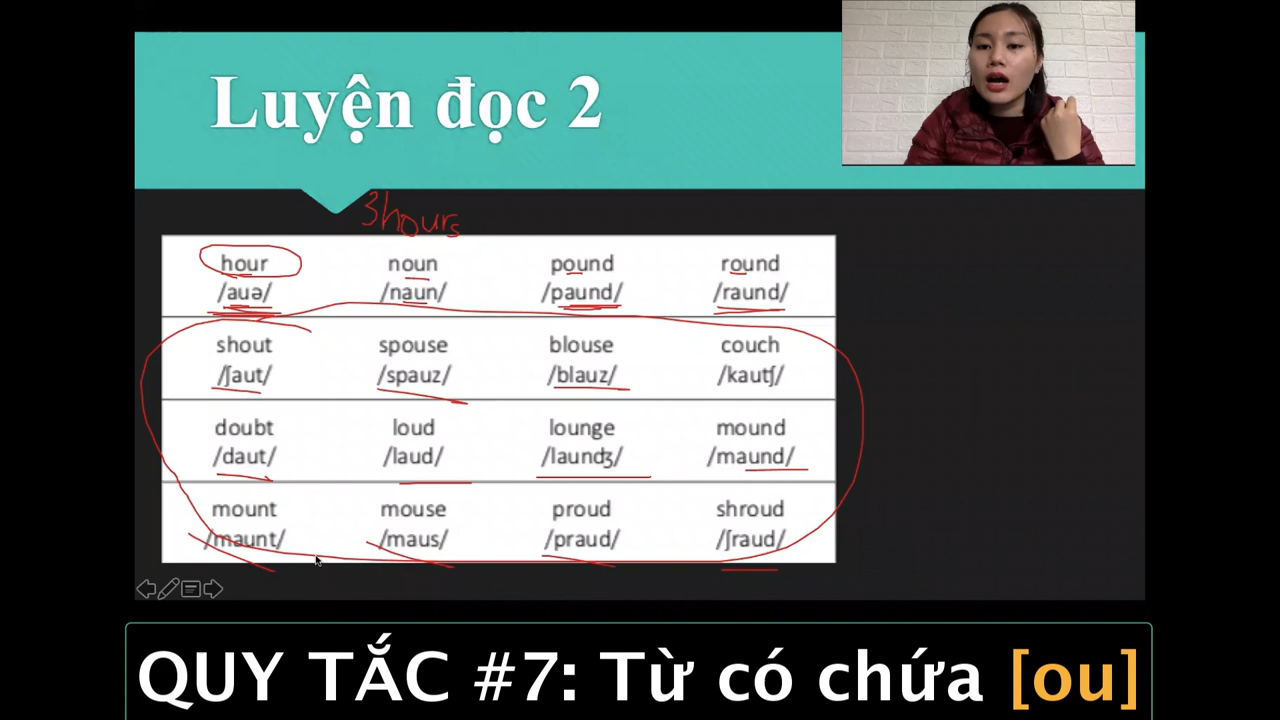 Luyện đọc 2
3hours
hour noun pound round
/auə/ /naun/ /paund/ /raund/
shout spouse blouse couch
/ʃaut/ /spauz/ /blauz/ /kautʃ/
doubt loud lounge mound
/daut/ /laud/ /laundʒ/ /maund/
mount mouse proud shroud
/maunt/ /maus/ /praud/ /ʃraud/
QUY TẮC #7: Từ có chứa [ou]